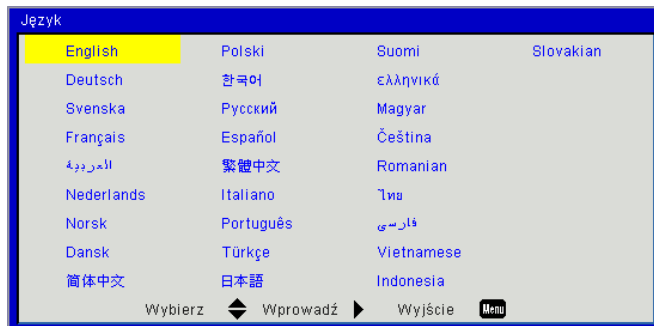 Język
English Polski Suomi Slovakian
Deutsch 한국어 ελληνικά
Svenska Русский Magyar
Français Español Čeština
العربية 繁體中文 Romanian
Nederlands Italiano ไทย
Norsk Português فارسی
Dansk Türkçe Vietnamese
简体中文 日本語 Indonesia
Wybierz Wprowadź Wyjście Menu